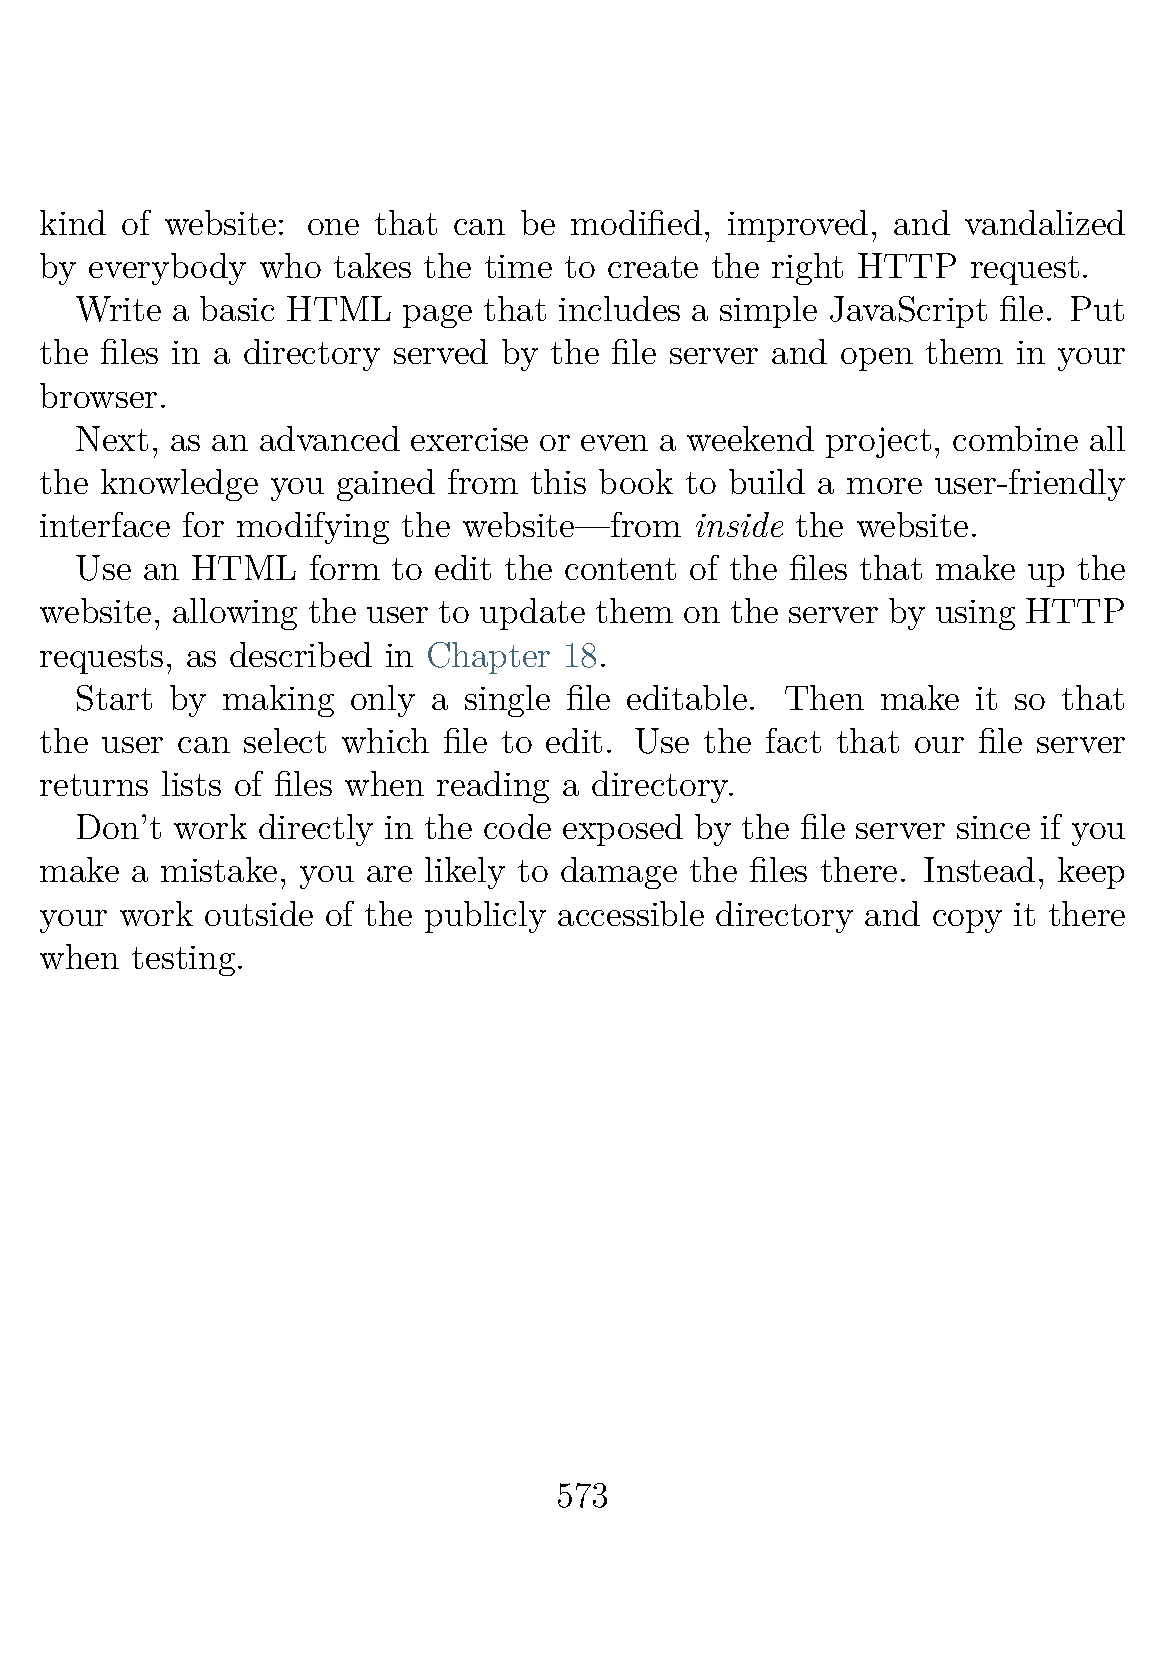 kind of website: one that can be modified, improved, and vandalized
by everybody who takes the time to create the right HTTP request.
Write a basic HTML page that includes a simple JavaScript file. Put
the files in a directory served by the file server and open them in your
browser.
Next, as an advanced exercise or even a weekend project, combine all
the knowledge you gained from this book to build a more user-friendly
interface for modifying the website—from inside the website.
Use an HTML form to edit the content of the files that make up the
website, allowing the user to update them on the server by using HTTP
requests, as described in Chapter 18.
Start by making only a single file editable. Then make it so that
the user can select which file to edit. Use the fact that our file server
returns lists of files when reading a directory.
Don't work directly in the code exposed by the file server since if you
make a mistake, you are likely to damage the files there. Instead, keep
your work outside of the publicly accessible directory and copy it there
when testing.
573